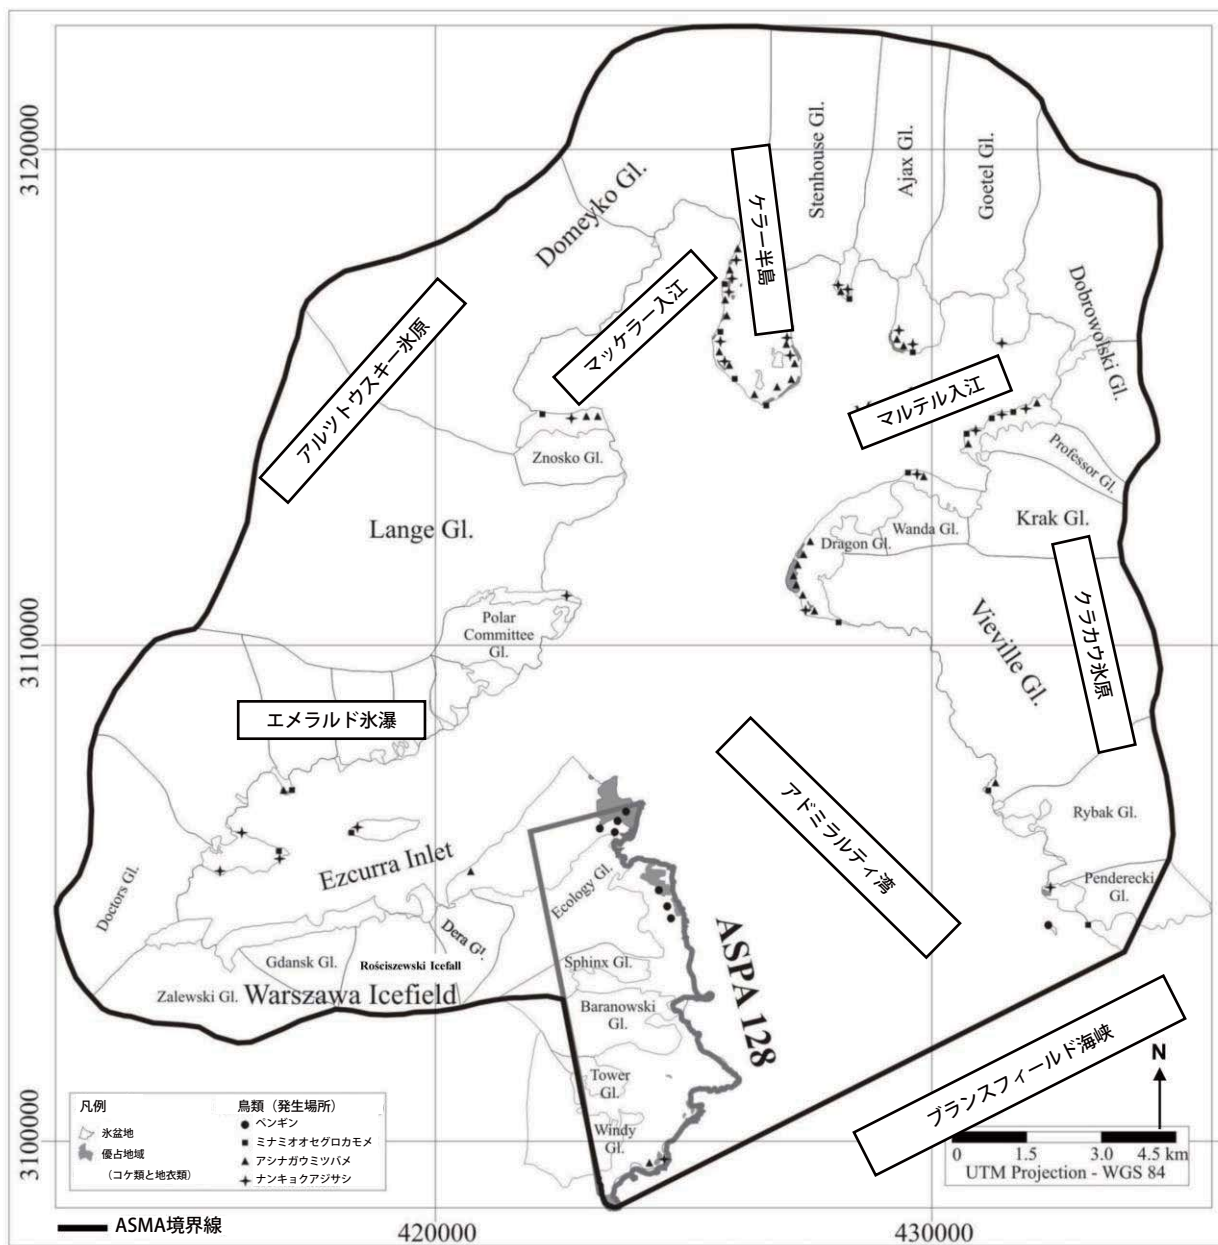 3120000
3110000
3100000
420000
430000
Stenhouse Gl.
Ajax Gl.
Goetel Gl.
Domeyko Gl.
ケラー半島
Dobrowolski Gl.
マッケラー入江
アルツトウスキー氷原
マルテル入江
Znosko Gl.
Professor Gl.
Lange Gl.
Wanda Gl.
Krak Gl.
Dragon Gl.
Polar
Committee
Gl.
Vieville Gl.
クラカウ氷原
エメラルド氷瀑
アドミラルティ湾
Rybak Gl.
Ezcurra Inlet
Ecology Gl.
Penderecki
Gl.
Doctors Gl.
Dera Gl.
Gdansk Gl.
Rościszewski Icefall
Sphinx Gl.
Zalewski Gl.
Warszawa Icefield
Baranowski
Gl.
ASPA 128
Tower
Gl.
Windy
Gl.
ブランスフィールド海峡
N
0 1.5 3.0 4.5 km
UTM Projection - WGS 84
凡例
氷盆地
優占地域
（コケ類と地衣類）
鳥類（発生場所）
ペンギン
ミナミオオセグロカモメ
アシナガウミツバメ
ナンキョクアジサシ
ASMA境界線